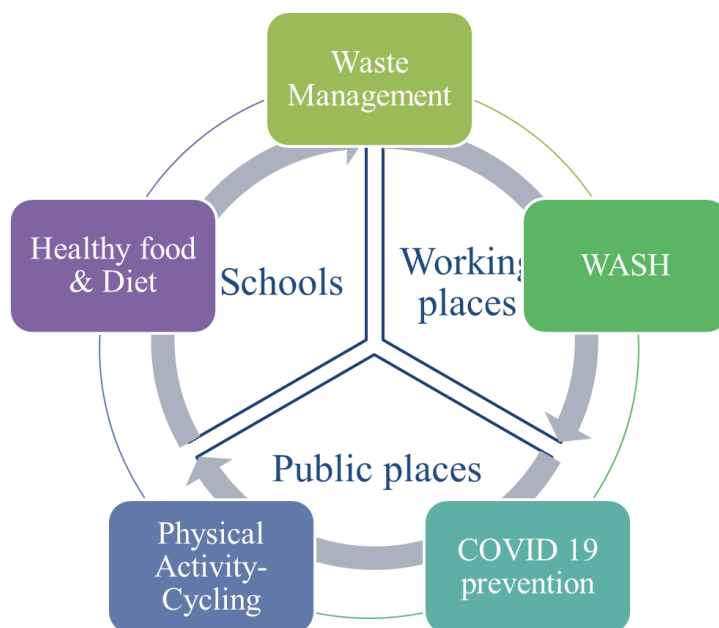 Waste
Management
Healthy food
& Diet
Schools
Working
places
WASH
Public places
Physical
Activity-
Cycling
COVID 19
prevention